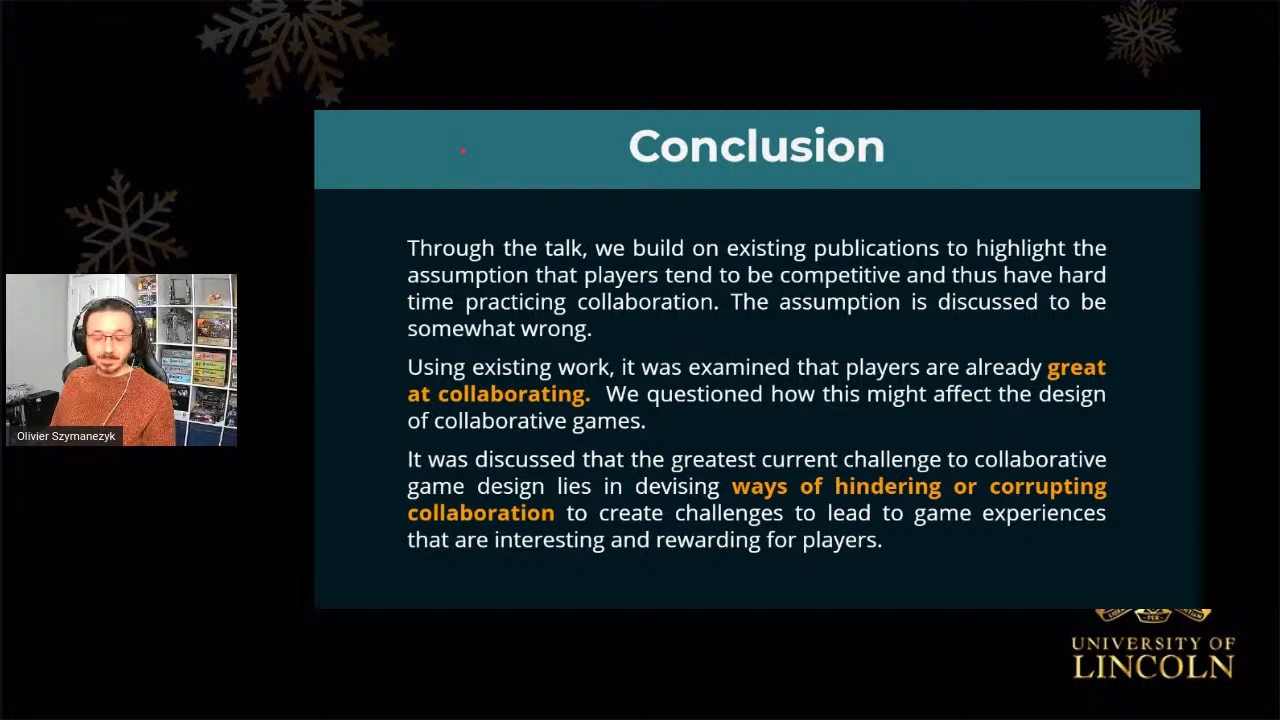 Conclusion
Through the talk, we build on existing publications to highlight the
assumption that players tend to be competitive and thus have hard
time practicing collaboration. The assumption is discussed to be
somewhat wrong.
Using existing work, it was examined that players are already great
at collaborating. We questioned how this might affect the design
of collaborative games.
It was discussed that the greatest current challenge to collaborative
game design lies in devising ways of hindering or corrupting
collaboration to create challenges to lead to game experiences
that are interesting and rewarding for players.
Olivier Szymanezyk
UNIVERSITY OF
LINCOLN